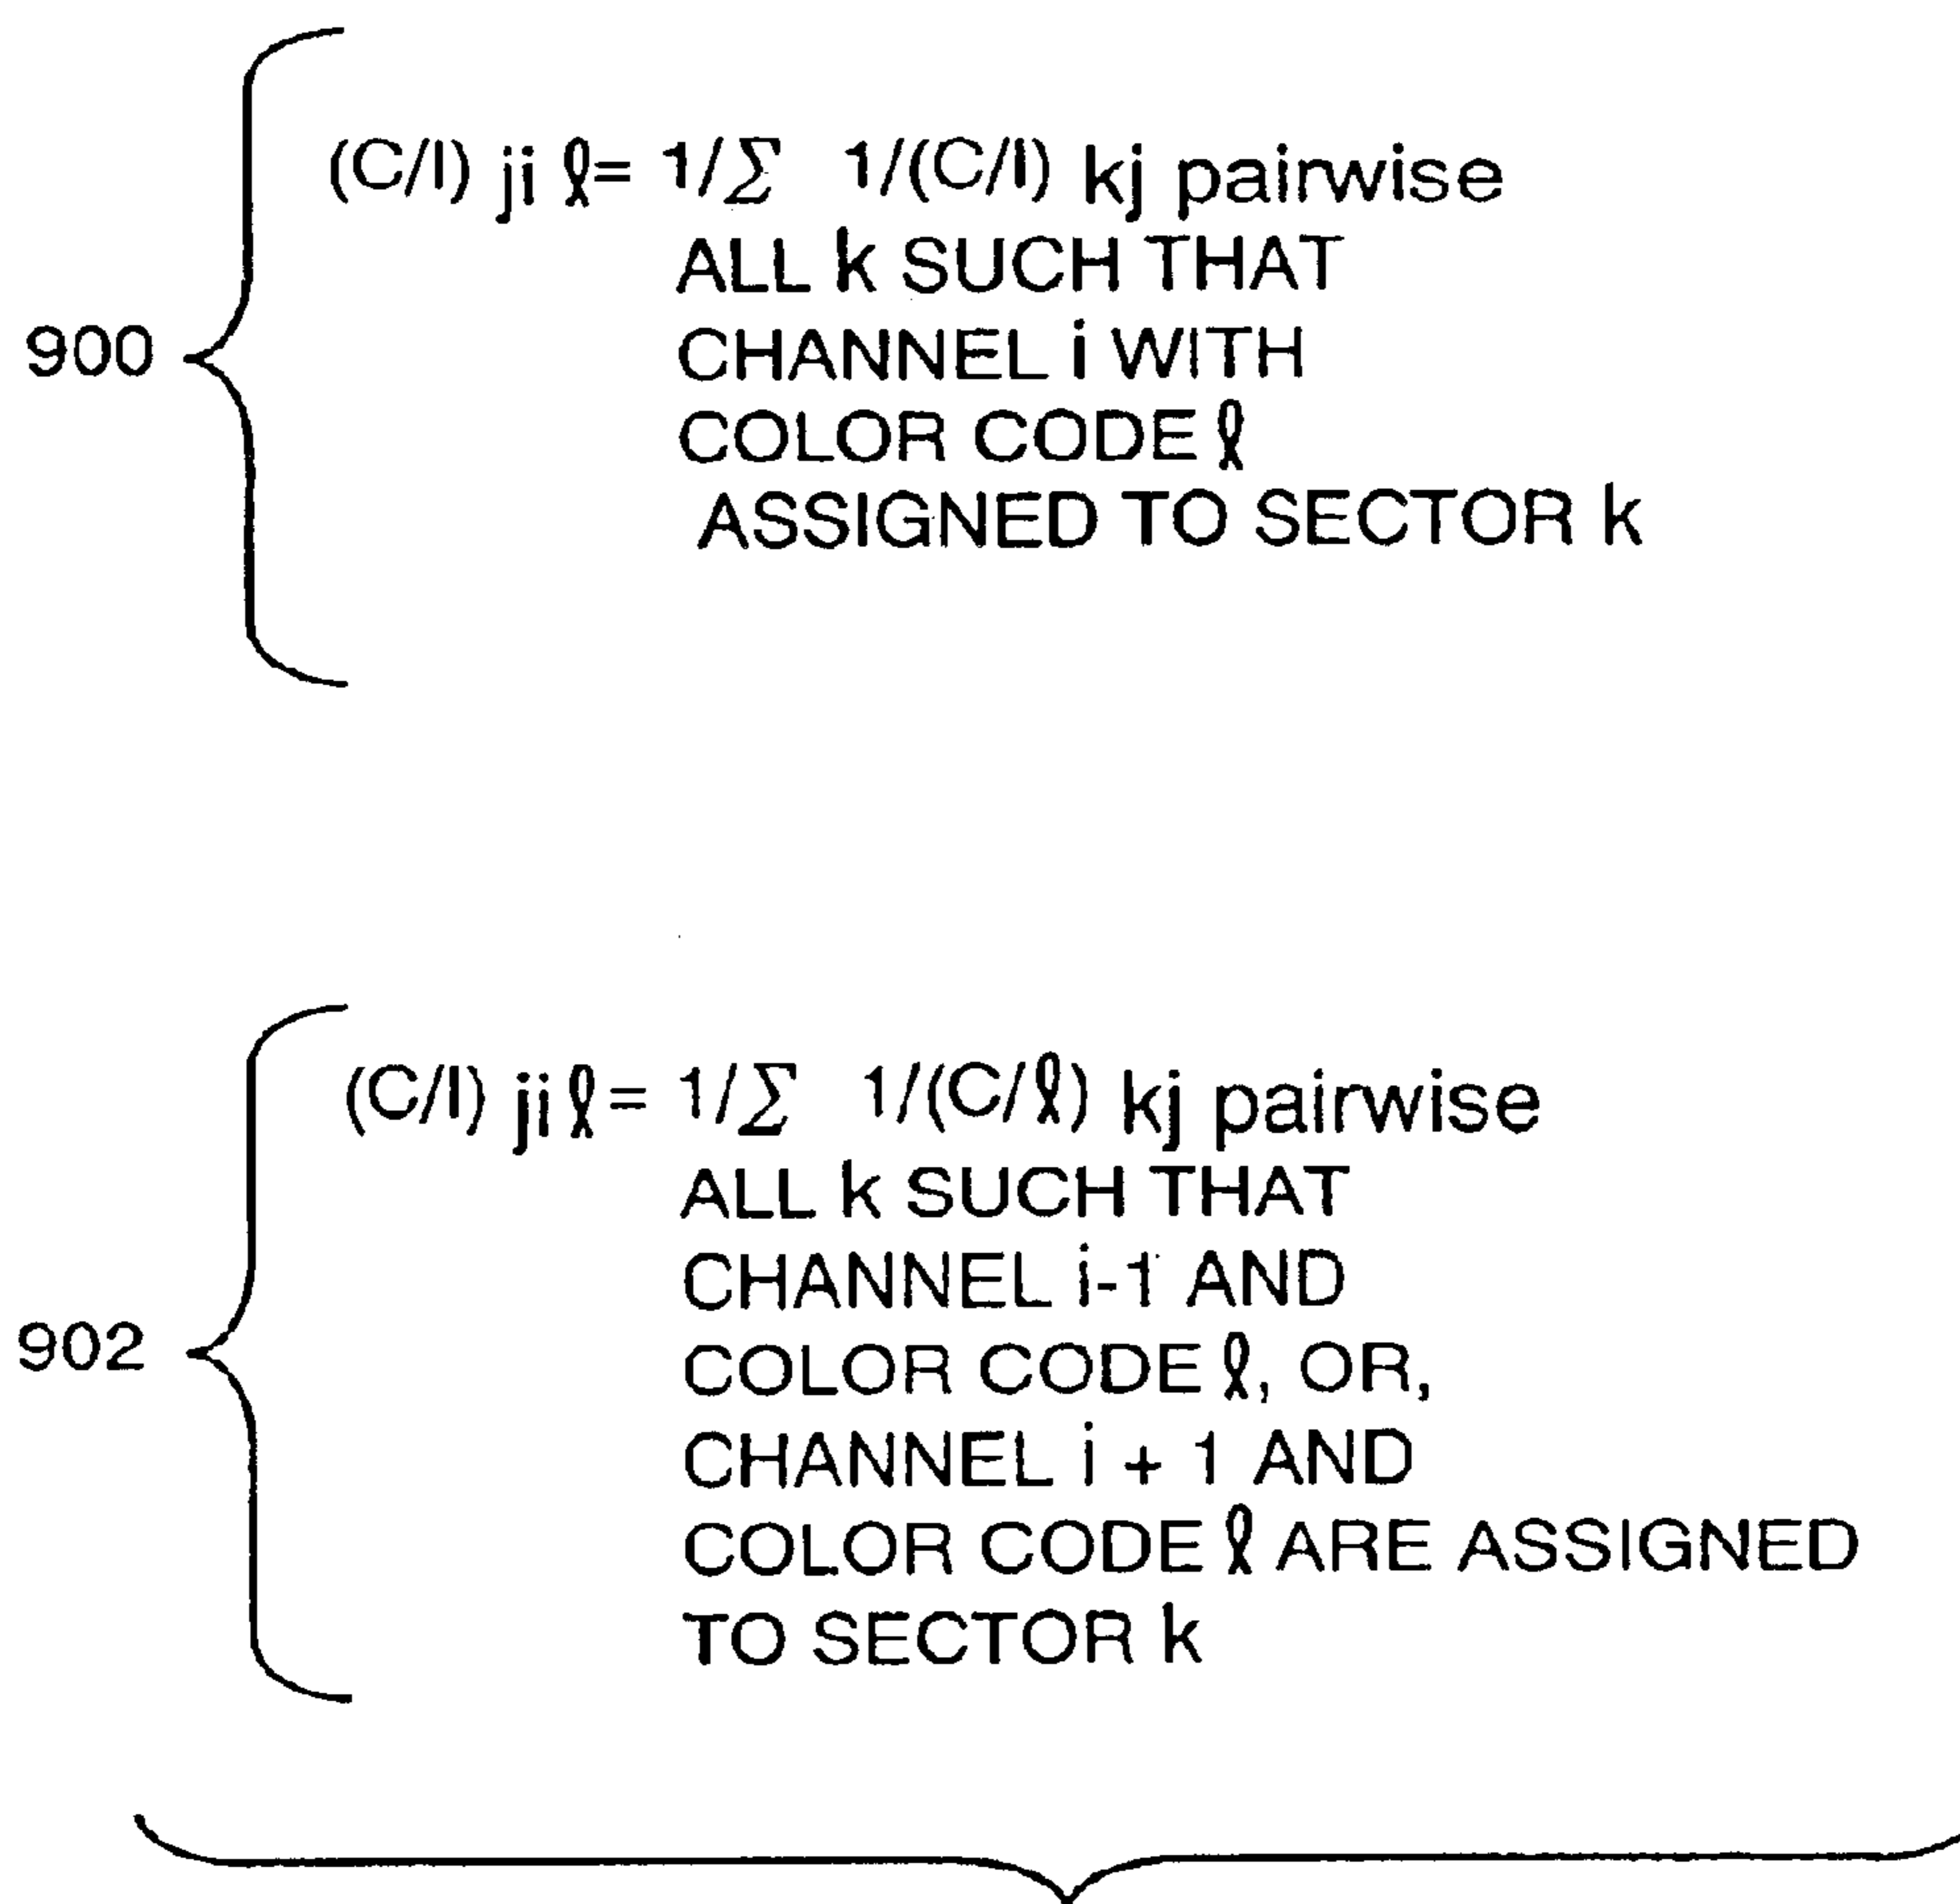 (C/I) ji ℓ= 1/Σ 1/(C/I) kj pairwise
ALL k SUCH THAT
CHANNEL i WITH
COLOR CODE ℓ
ASSIGNED TO SECTOR k
900
(C/I) ji ℓ= 1/Σ 1/(C/ℓ) kj pairwise
ALL k SUCH THAT
CHANNEL i-1 AND
COLOR CODE ℓ, OR,
CHANNEL i + 1 AND
COLOR CODE ℓ ARE ASSIGNED
TO SECTOR k
902